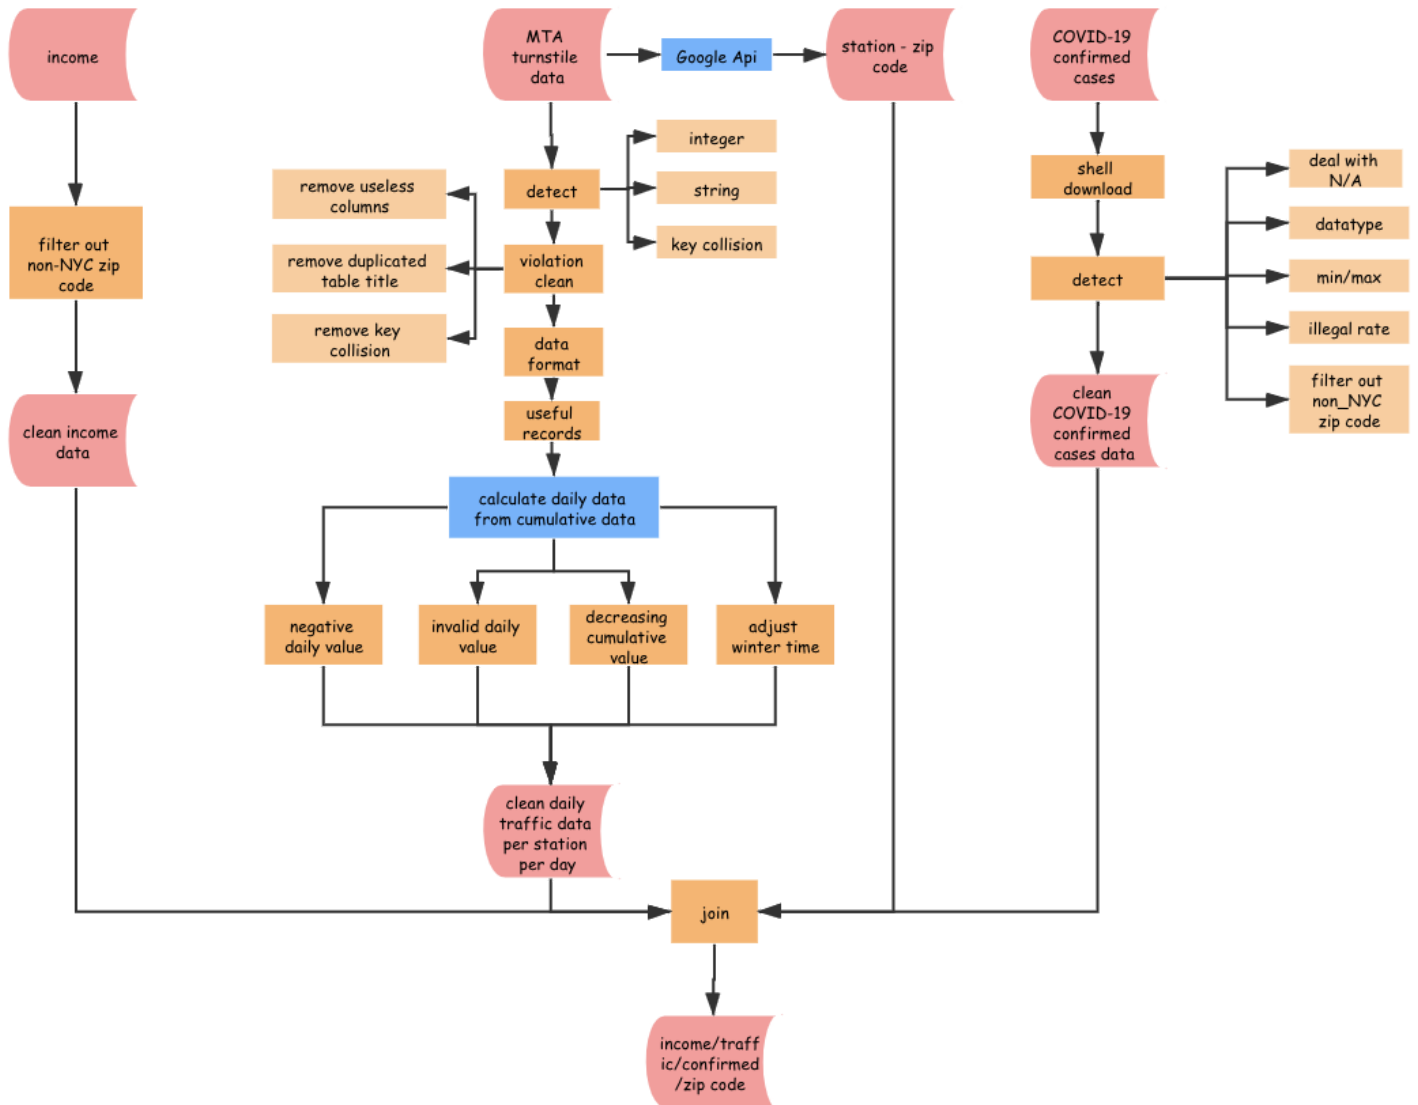 income
MTA
turnstile
data
Google Api
station - zip
code
COVID-19
confirmed
cases
integer
string
key collision
detect
remove useless
columns
remove duplicated
table title
remove key
collision
violation
clean
data
format
useful
records
filter out
non-NYC zip
code
clean income
data
shell
download
detect
deal with
N/A
datatype
min/max
illegal rate
filter out
non_NYC
zip code
clean
COVID-19
confirmed
cases data
calculate daily data
from cumulative data
negative
daily value
invalid daily
value
decreasing
cumulative
value
adjust
winter time
clean daily
traffic data
per station
per day
join
income/traff
ic/confirmed
/zip code